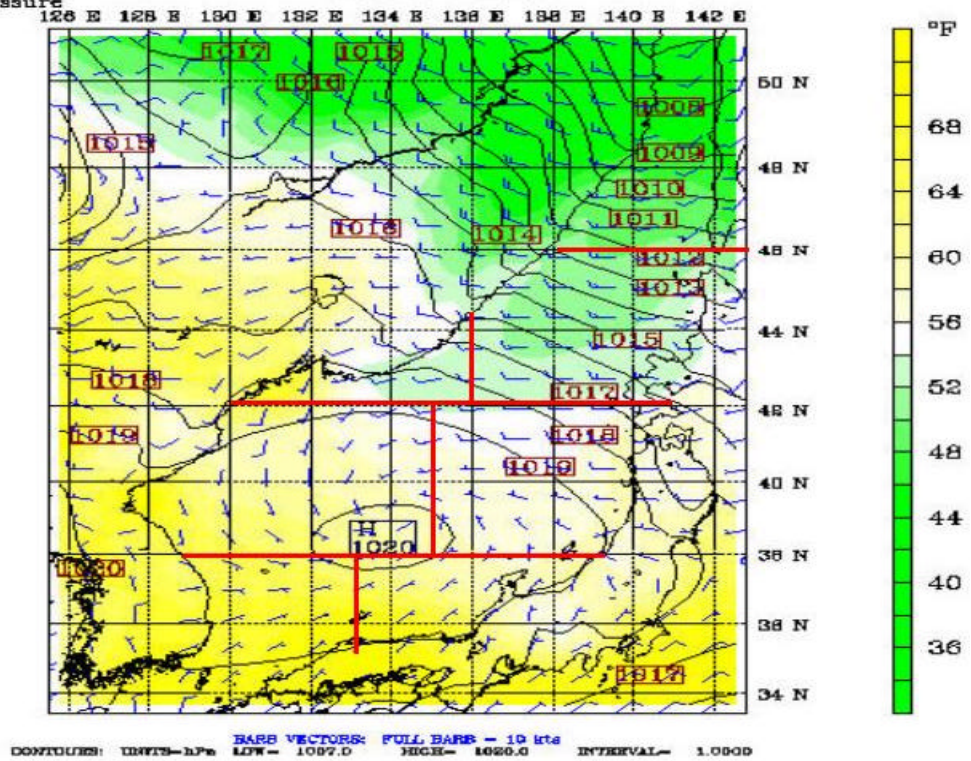 ssure
126 E 128 E 130 E 132 E 134 E 136 E 138 E 140 E 142 E
°F
1017 1015
1016
50 N
1008
68
1015
1009
48 N
1010
64
1011
1016
1014
46 N
1012
60
1013
56
44 N
1015
1018
52
1017
42 N
1019
1018
48
1019
40 N
44
H
1020
38 N
1020
40
36 N
36
1017
34 N
BARB VECTORS: FULL BARB = 10 kts
CONTOURS: UNITS=hPa LOW= 1007.0 HIGH= 1020.0 INTERVAL= 1.0000